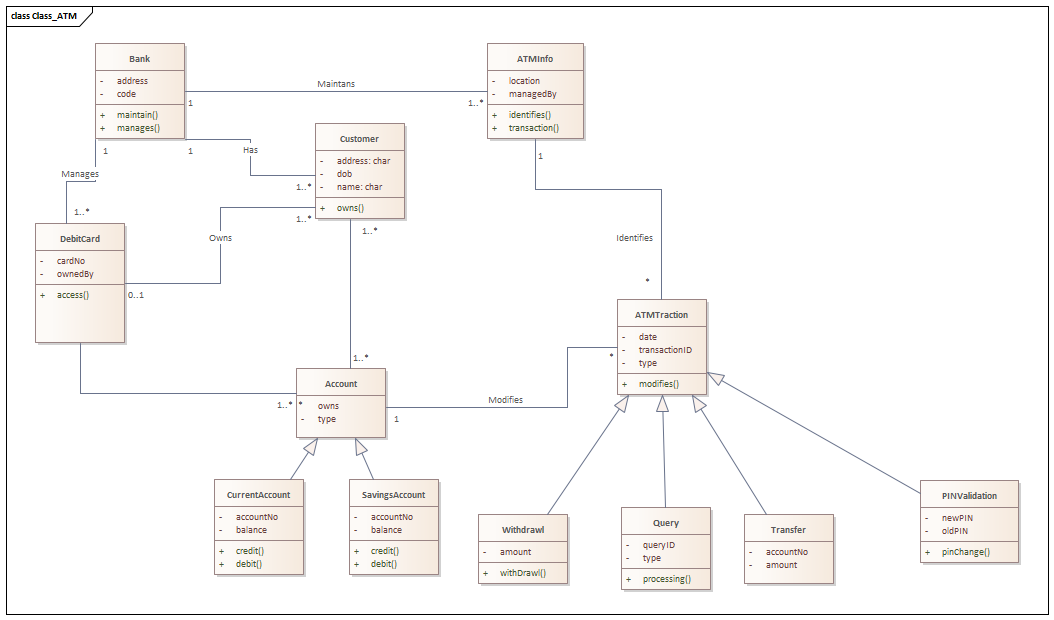 class Class_ATM
Bank
- address
- code
+ maintain()
+ manages()
ATMInfo
- location
- managedBy
+ identifies()
+ transaction()
Maintans
1
1..*
Customer
- address: char
- dob
- name: char
+ owns()
1
Has
1..*
1
Manages
1..*
1..*
Owns
0..1
DebitCard
- cardNo
- ownedBy
+ access()
1..*
1..*
1
Identifies
*
ATMTraction
- date
- transactionID
- type
+ modifies()
Account
* owns
- type
1..*
1
Modifies
*
CurrentAccount
- accountNo
- balance
+ credit()
+ debit()
SavingsAccount
- accountNo
- balance
+ credit()
+ debit()
Withdrawl
- amount
+ withDrawl()
Query
- queryID
- type
+ processing()
Transfer
- accountNo
- amount
PINValidation
- newPIN
- oldPIN
+ pinChange()